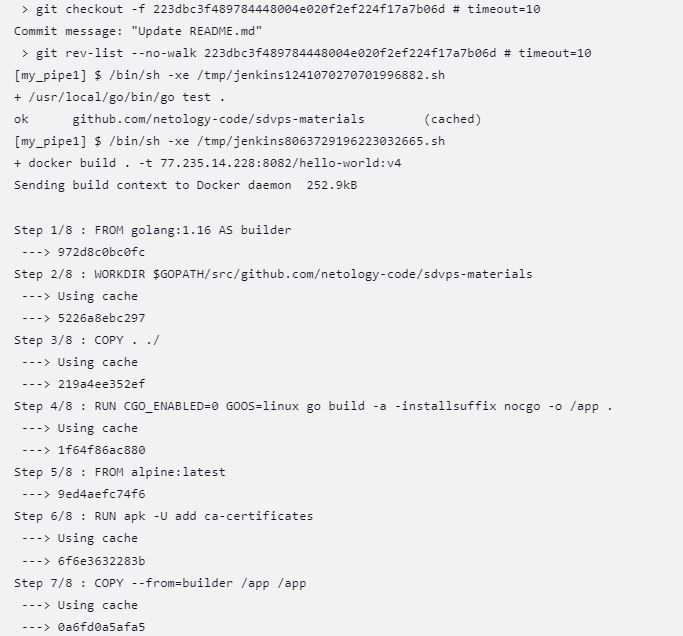 > git checkout -f 223dbc3f489784448004e020f2ef224f17a7b06d # timeout=10
Commit message: "Update README.md"
> git rev-list --no-walk 223dbc3f489784448004e020f2ef224f17a7b06d # timeout=10
[my_pipe1] $ /bin/sh -xe /tmp/jenkins1241070270701996882.sh
+ /usr/local/go/bin/go test .
ok github.com/netology-code/sdvps-materials (cached)
[my_pipe1] $ /bin/sh -xe /tmp/jenkins8063729196223032665.sh
+ docker build . -t 77.235.14.228:8082/hello-world:v4
Sending build context to Docker daemon 252.9kB
Step 1/8 : FROM golang:1.16 AS builder
---> 972d8c0bc0fc
Step 2/8 : WORKDIR $GOPATH/src/github.com/netology-code/sdvps-materials
---> Using cache
---> 5226a8ebc297
Step 3/8 : COPY . ./
---> Using cache
---> 219a4ee352ef
Step 4/8 : RUN CGO_ENABLED=0 GOOS=linux go build -a -installsuffix nocgo -o /app .
---> Using cache
---> 1f64f86ac880
Step 5/8 : FROM alpine:latest
---> 9ed4aefc74f6
Step 6/8 : RUN apk -U add ca-certificates
---> Using cache
---> 6f6e3632283b
Step 7/8 : COPY --from=builder /app /app
---> Using cache
---> 0a6fd0a5afa5